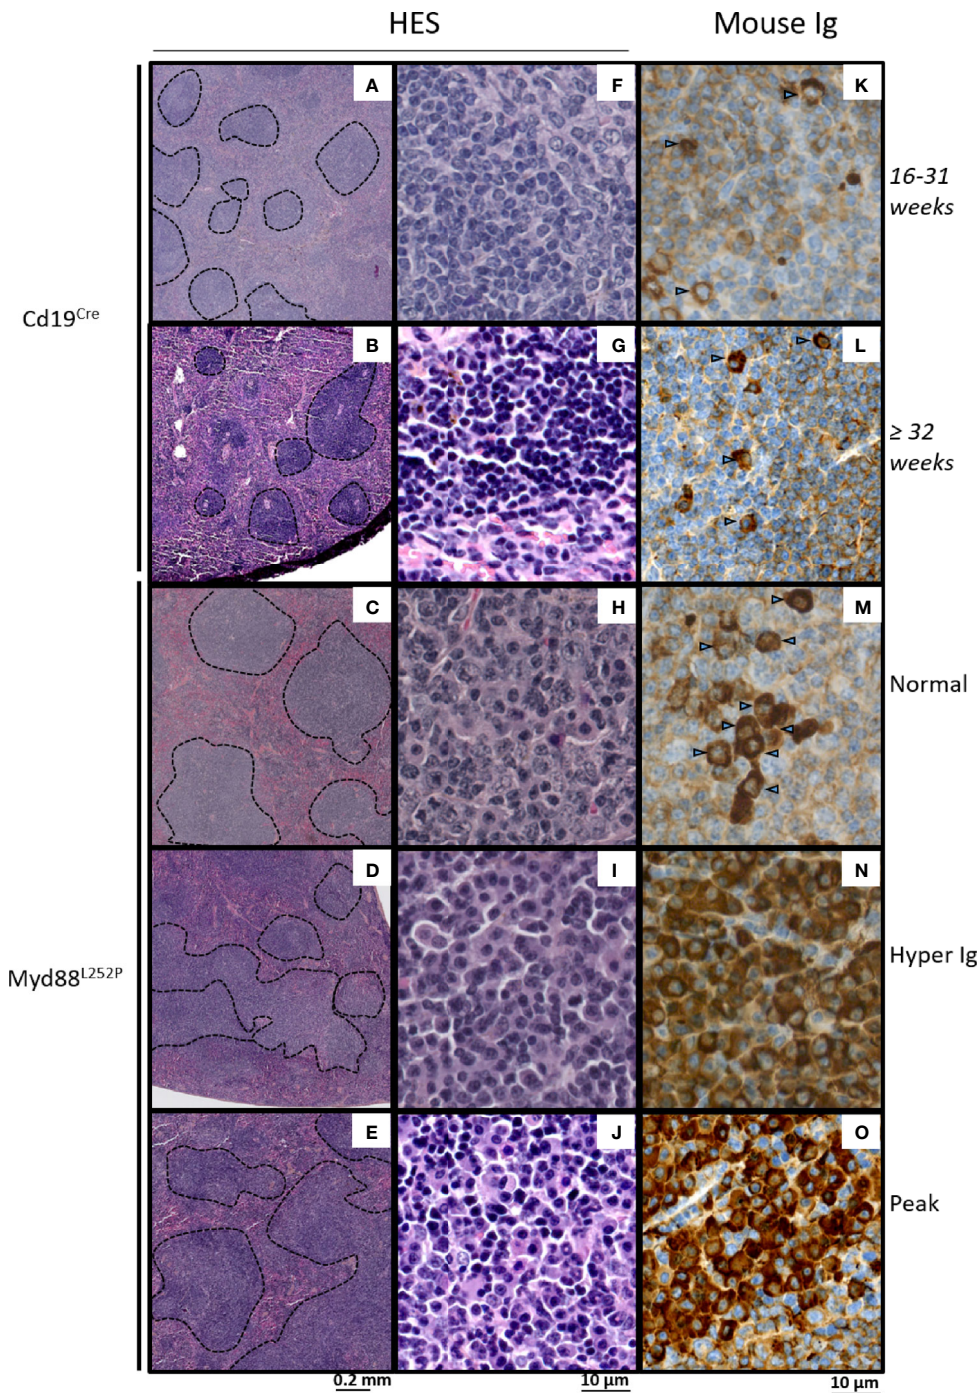 HES
Mouse Ig
A
F
K
16-31
weeks
Cd19Cre
B
G
L
≥ 32
weeks
C
H
M
Normal
D
I
N
Hyper Ig
Myd88L252P
E
J
O
Peak
0.2 mm
10 µm
10 µm